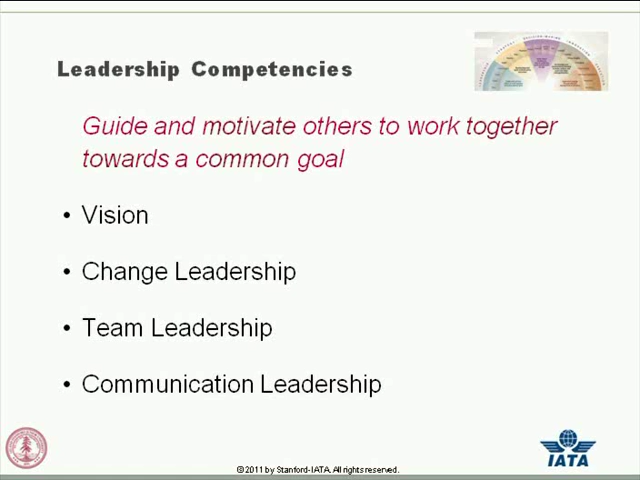 Leadership Competencies
Guide and motivate others to work together
towards a common goal
• Vision
• Change Leadership
• Team Leadership
• Communication Leadership
IATA
© 2011 by Stanford-IATA. All rights reserved.